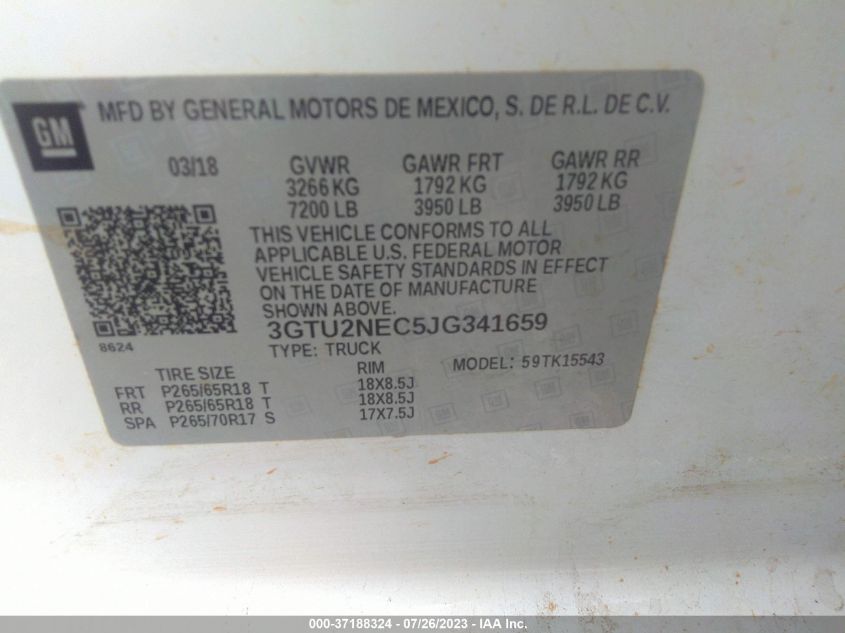 GM
MFD BY GENERAL MOTORS DE MEXICO, S. DE R.L. DE C.V.
03/18 GVWR GAWR FRT GAWR RR
3266 KG 1792 KG 1792 KG
7200 LB 3950 LB 3950 LB
THIS VEHICLE CONFORMS TO ALL
APPLICABLE U.S. FEDERAL MOTOR
VEHICLE SAFETY STANDARDS IN EFFECT
ON THE DATE OF MANUFACTURE
SHOWN ABOVE.
3GTU2NEC5JG341659
8624
TYPE: TRUCK MODEL: 59TK15543
TIRE SIZE RIM
FRT P265/65R18 T 18X8.5J
RR P265/65R18 T 18X8.5J
SPA P265/70R17 S 17X7.5J
000-37188324 - 07/26/2023 - IAA Inc.